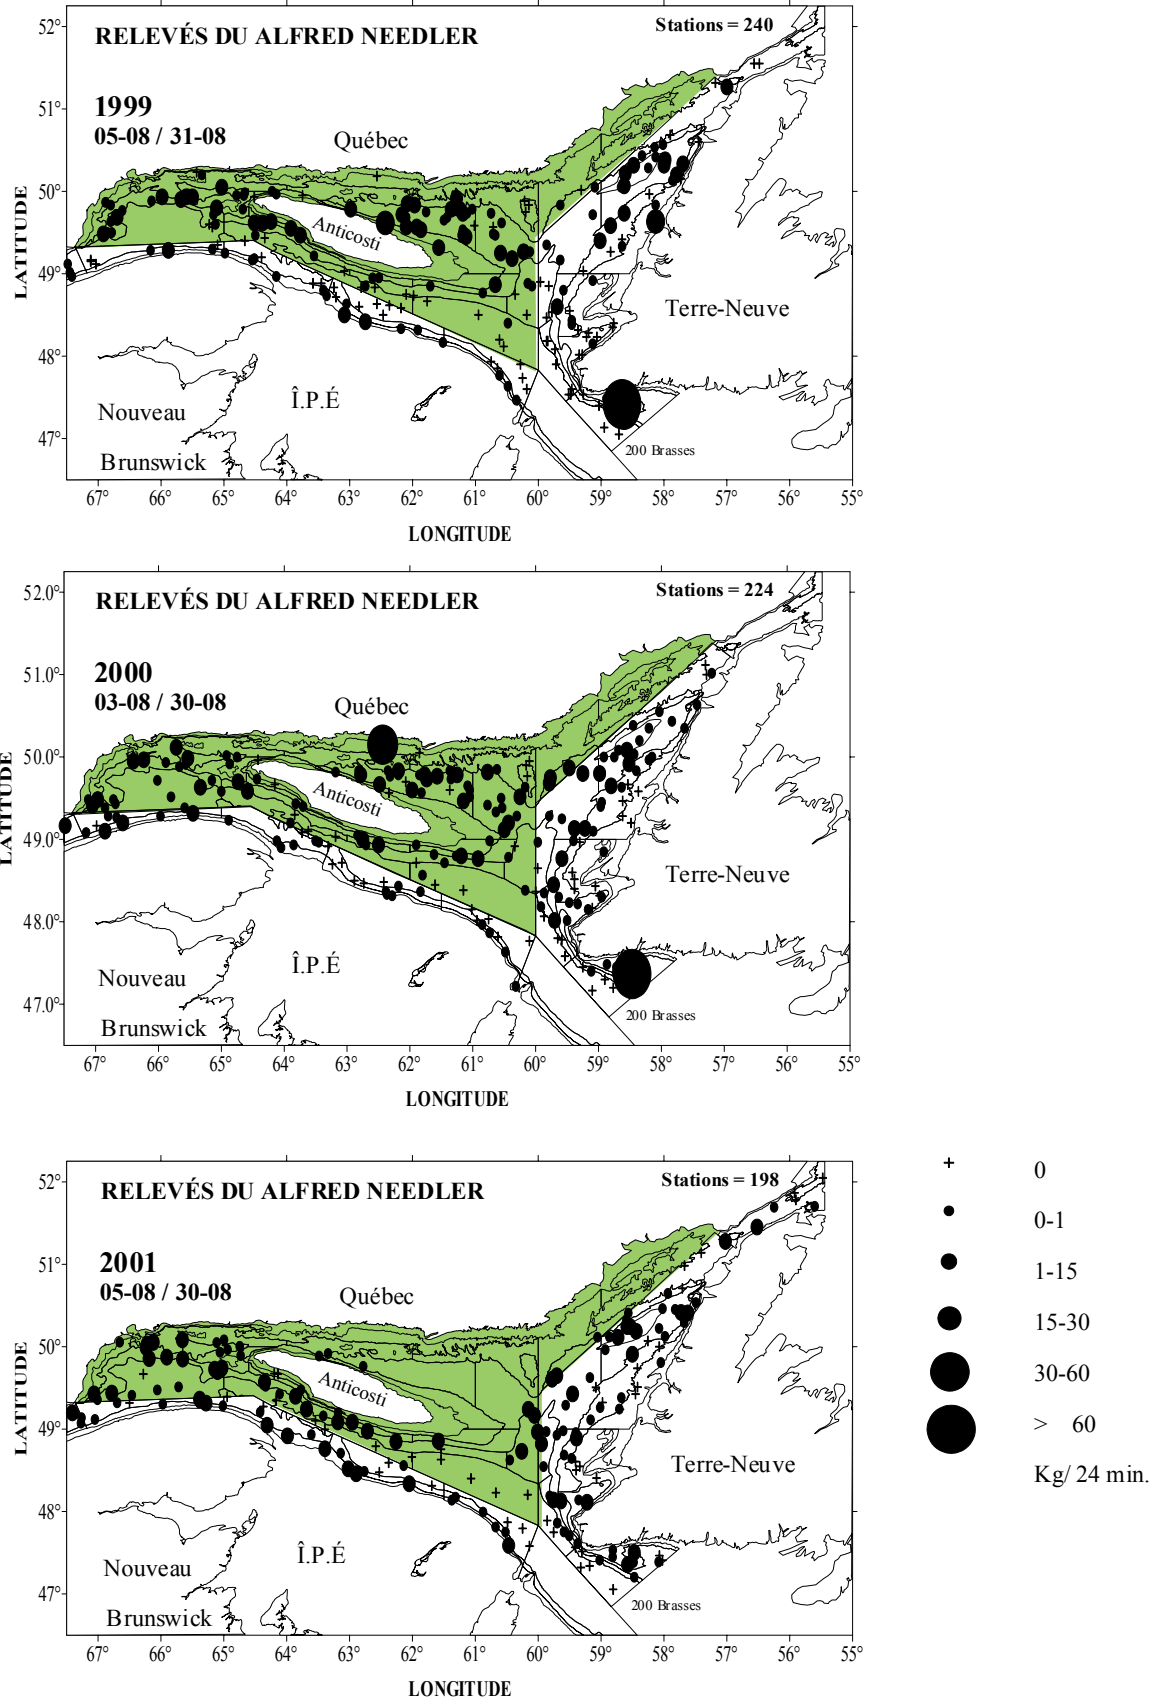 RELEVÉS DU ALFRED NEEDLER
Stations = 240
1999
05-08 / 31-08
Québec
Anticosti
Terre-Neuve
Nouveau
Brunswick
Î.P.É
200 Brasses
52°
51°
50°
49°
48°
47°
LATITUDE
67° 66° 65° 64° 63° 62° 61° 60° 59° 58° 57° 56° 55°
LONGITUDE
RELEVÉS DU ALFRED NEEDLER
Stations = 224
2000
03-08 / 30-08
Québec
Anticosti
Terre-Neuve
Nouveau
Brunswick
Î.P.É
200 Brasses
52.0°
51.0°
50.0°
49.0°
48.0°
47.0°
LATITUDE
67° 66° 65° 64° 63° 62° 61° 60° 59° 58° 57° 56° 55°
LONGITUDE
RELEVÉS DU ALFRED NEEDLER
Stations = 198
2001
05-08 / 30-08
Québec
Anticosti
Terre-Neuve
Nouveau
Brunswick
Î.P.É
200 Brasses
52°
51°
50°
49°
48°
47°
LATITUDE
67° 66° 65° 64° 63° 62° 61° 60° 59° 58° 57° 56° 55°
LONGITUDE
0
0-1
1-15
15-30
30-60
> 60
Kg/ 24 min.